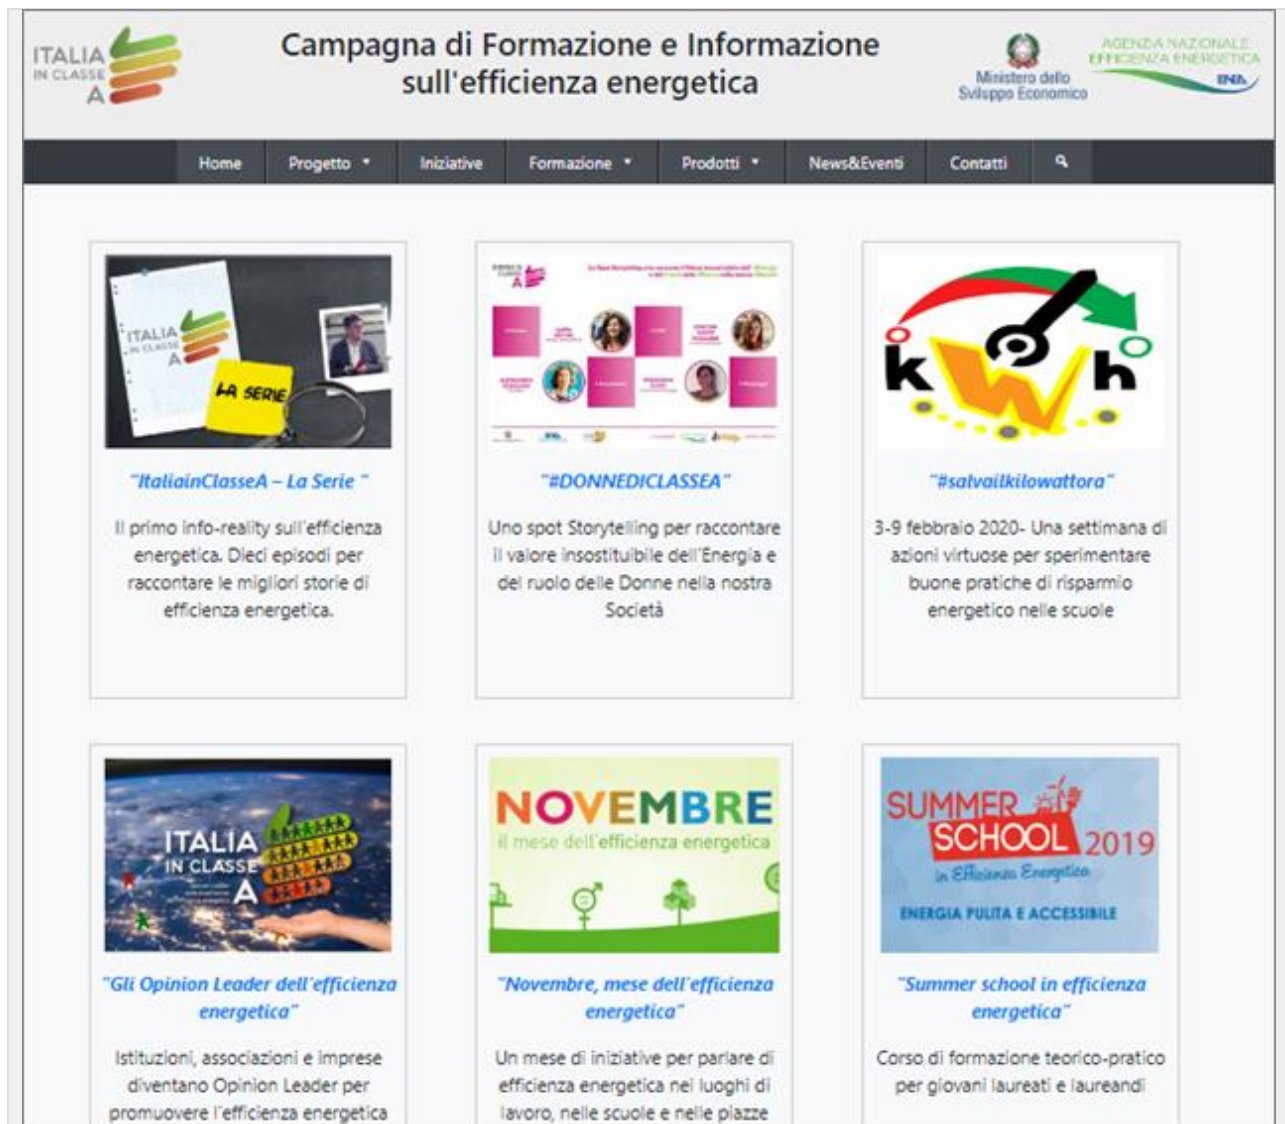 ITALIA
IN CLASSE
A
Campagna di Formazione e Informazione
sull'efficienza energetica
Ministero dello
Sviluppo Economico
AGENZIA NAZIONALE
EFFICIENZA ENERGETICA
ENEA
Home Progetto Iniziative Formazione Prodotti News&Eventi Contatti
ITALIA
IN CLASSE
A
LA SERIE
"ItaliainClasseA – La Serie "
Il primo info-reality sull'efficienza
energetica. Dieci episodi per
raccontare le migliori storie di
efficienza energetica.
A
"#DONNEDICLASSEA"
Uno spot Storytelling per raccontare
il valore insostituibile dell'Energia e
del ruolo delle Donne nella nostra
Società
kWh
"#salvailkilowattora"
3-9 febbraio 2020- Una settimana di
azioni virtuose per sperimentare
buone pratiche di risparmio
energetico nelle scuole
ITALIA
IN CLASSE
A
"Gli Opinion Leader dell'efficienza
energetica"
Istituzioni, associazioni e imprese
diventano Opinion Leader per
promuovere l'efficienza energetica
NOVEMBRE
il mese dell'efficienza energetica
"Novembre, mese dell'efficienza
energetica"
Un mese di iniziative per parlare di
efficienza energetica nei luoghi di
lavoro, nelle scuole e nelle piazze
SUMMER
SCHOOL 2019
in Efficienza Energetica
ENERGIA PULITA E ACCESSIBILE
"Summer school in efficienza
energetica"
Corso di formazione teorico-pratico
per giovani laureati e laureandi